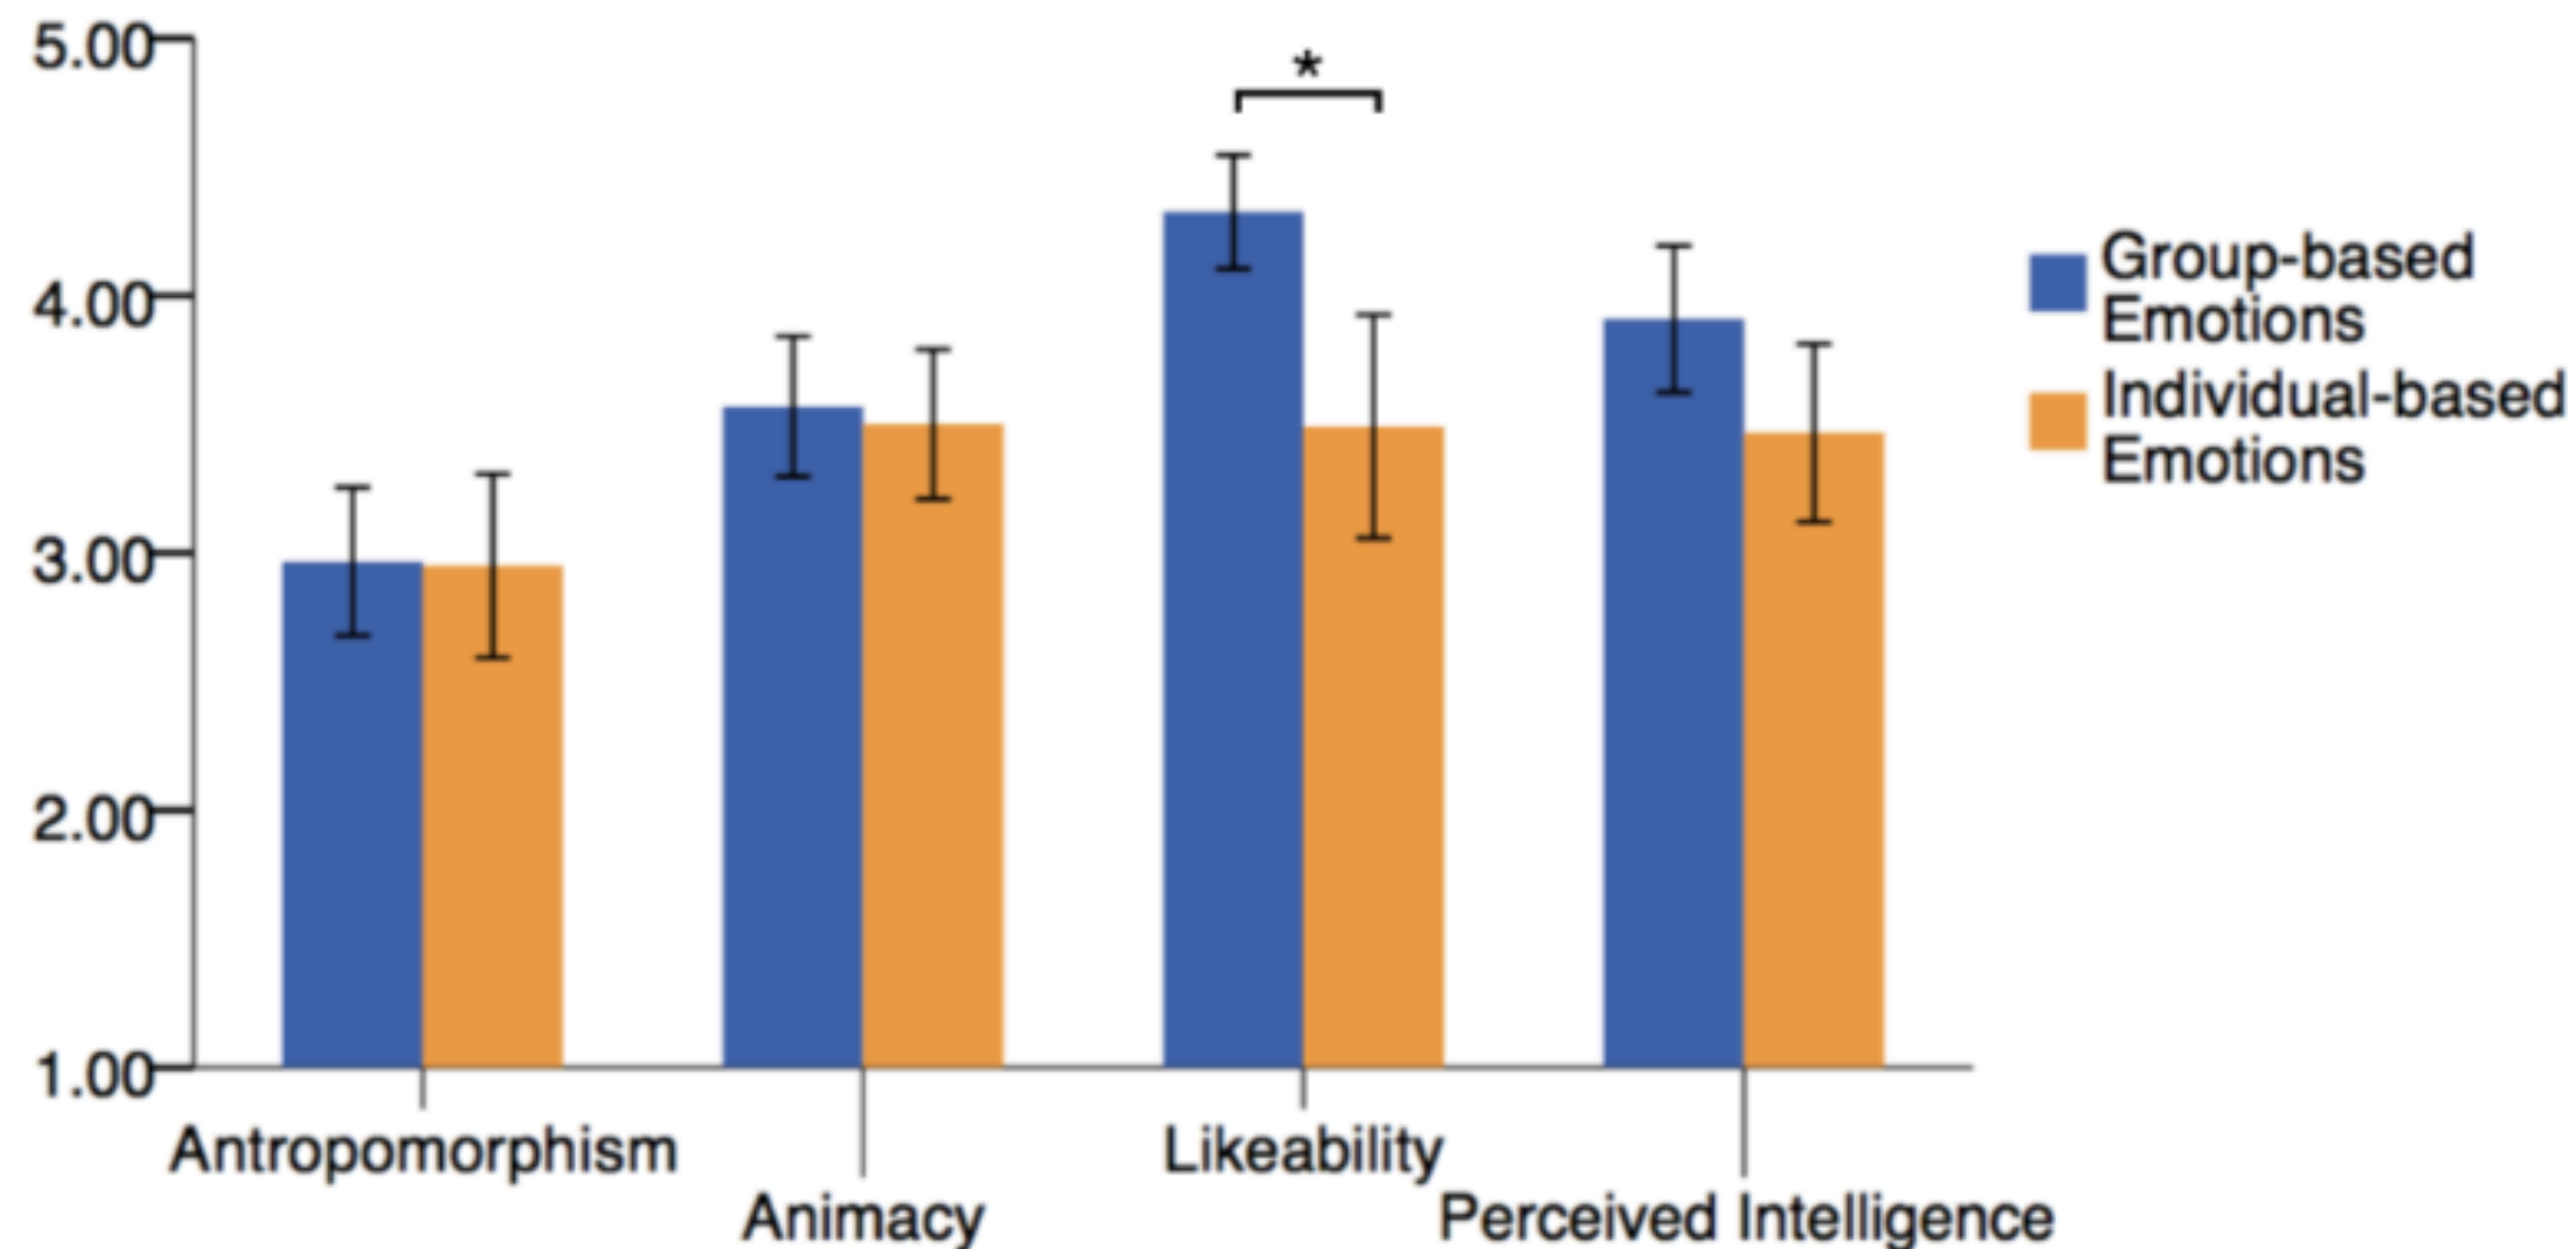 5.00
4.00
3.00
2.00
1.00
*
Antropomorphism
Animacy
Likeability
Perceived Intelligence
Group-based
Emotions
Individual-based
Emotions